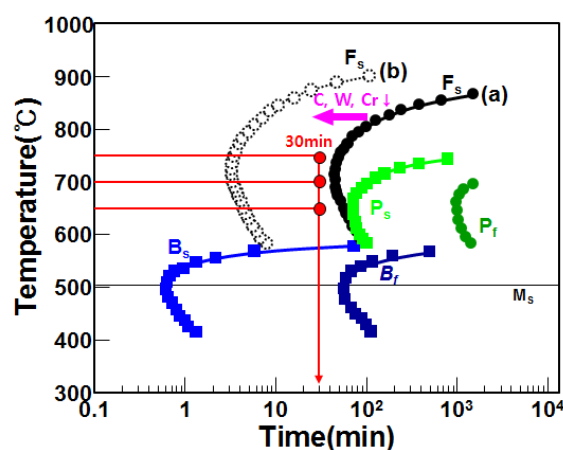 1000
900
800
700
600
500
400
300
Temperature(℃)
(b)
Fs
Fs
(a)
C, W, Cr↓
30min
Ps
Pf
Bs
Bf
Ms
0.1
1
10
10²
10³
10⁴
Time(min)